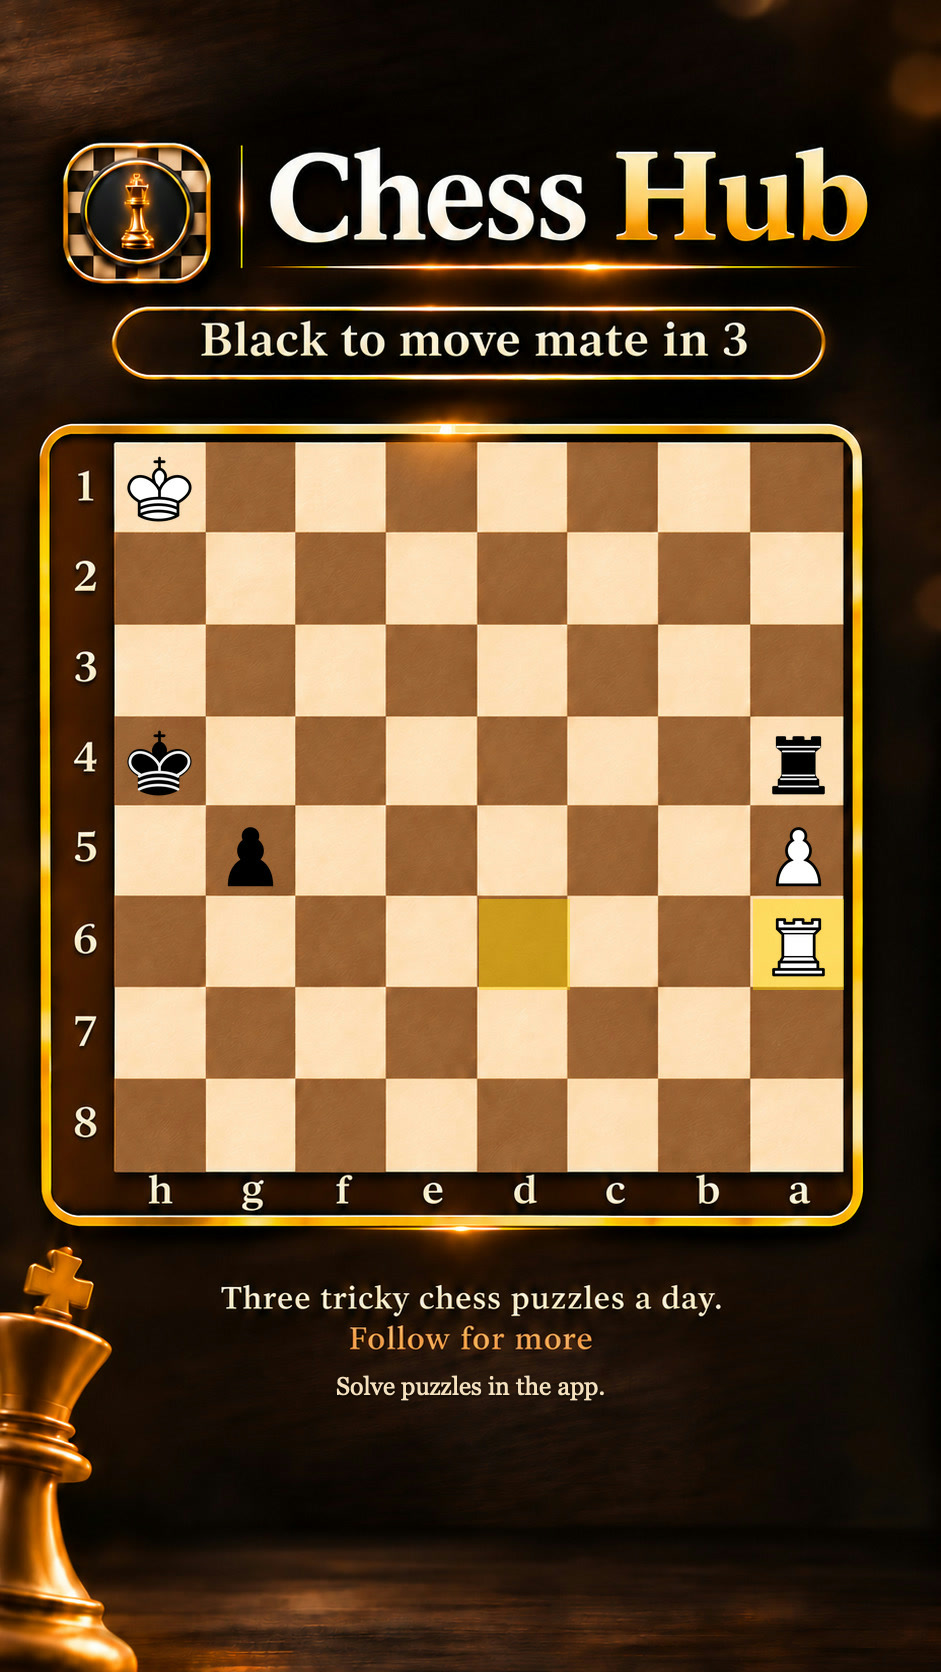 Chess Hub
Black to move mate in 3
1
2
3
4
5
6
7
8
h g f e d c b a
Three tricky chess puzzles a day.
Follow for more
Solve puzzles in the app.